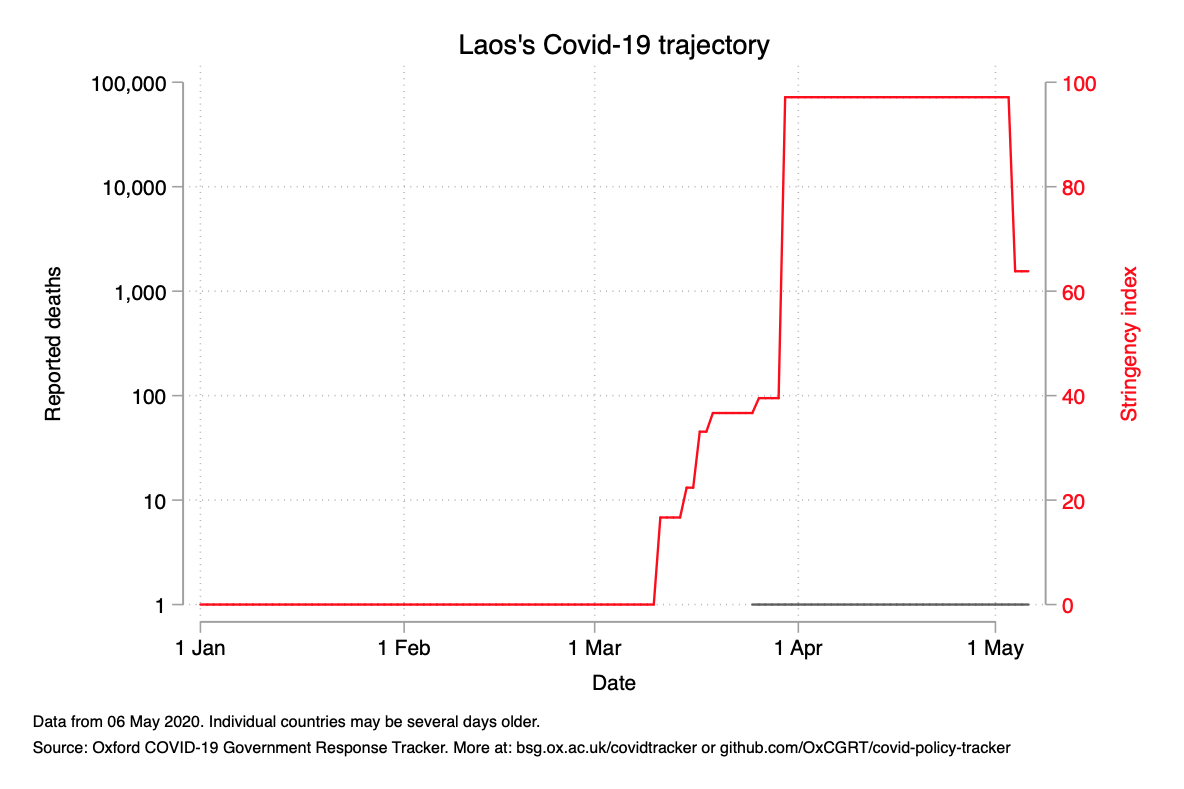 Laos's Covid-19 trajectory
100,000
10,000
1,000
100
10
1
Reported deaths
100
80
60
40
20
0
Stringency index
1 Jan
1 Feb
1 Mar
1 Apr
1 May
Date
Data from 06 May 2020. Individual countries may be several days older.
Source: Oxford COVID-19 Government Response Tracker. More at: bsg.ox.ac.uk/covidtracker or github.com/OxCGRT/covid-policy-tracker